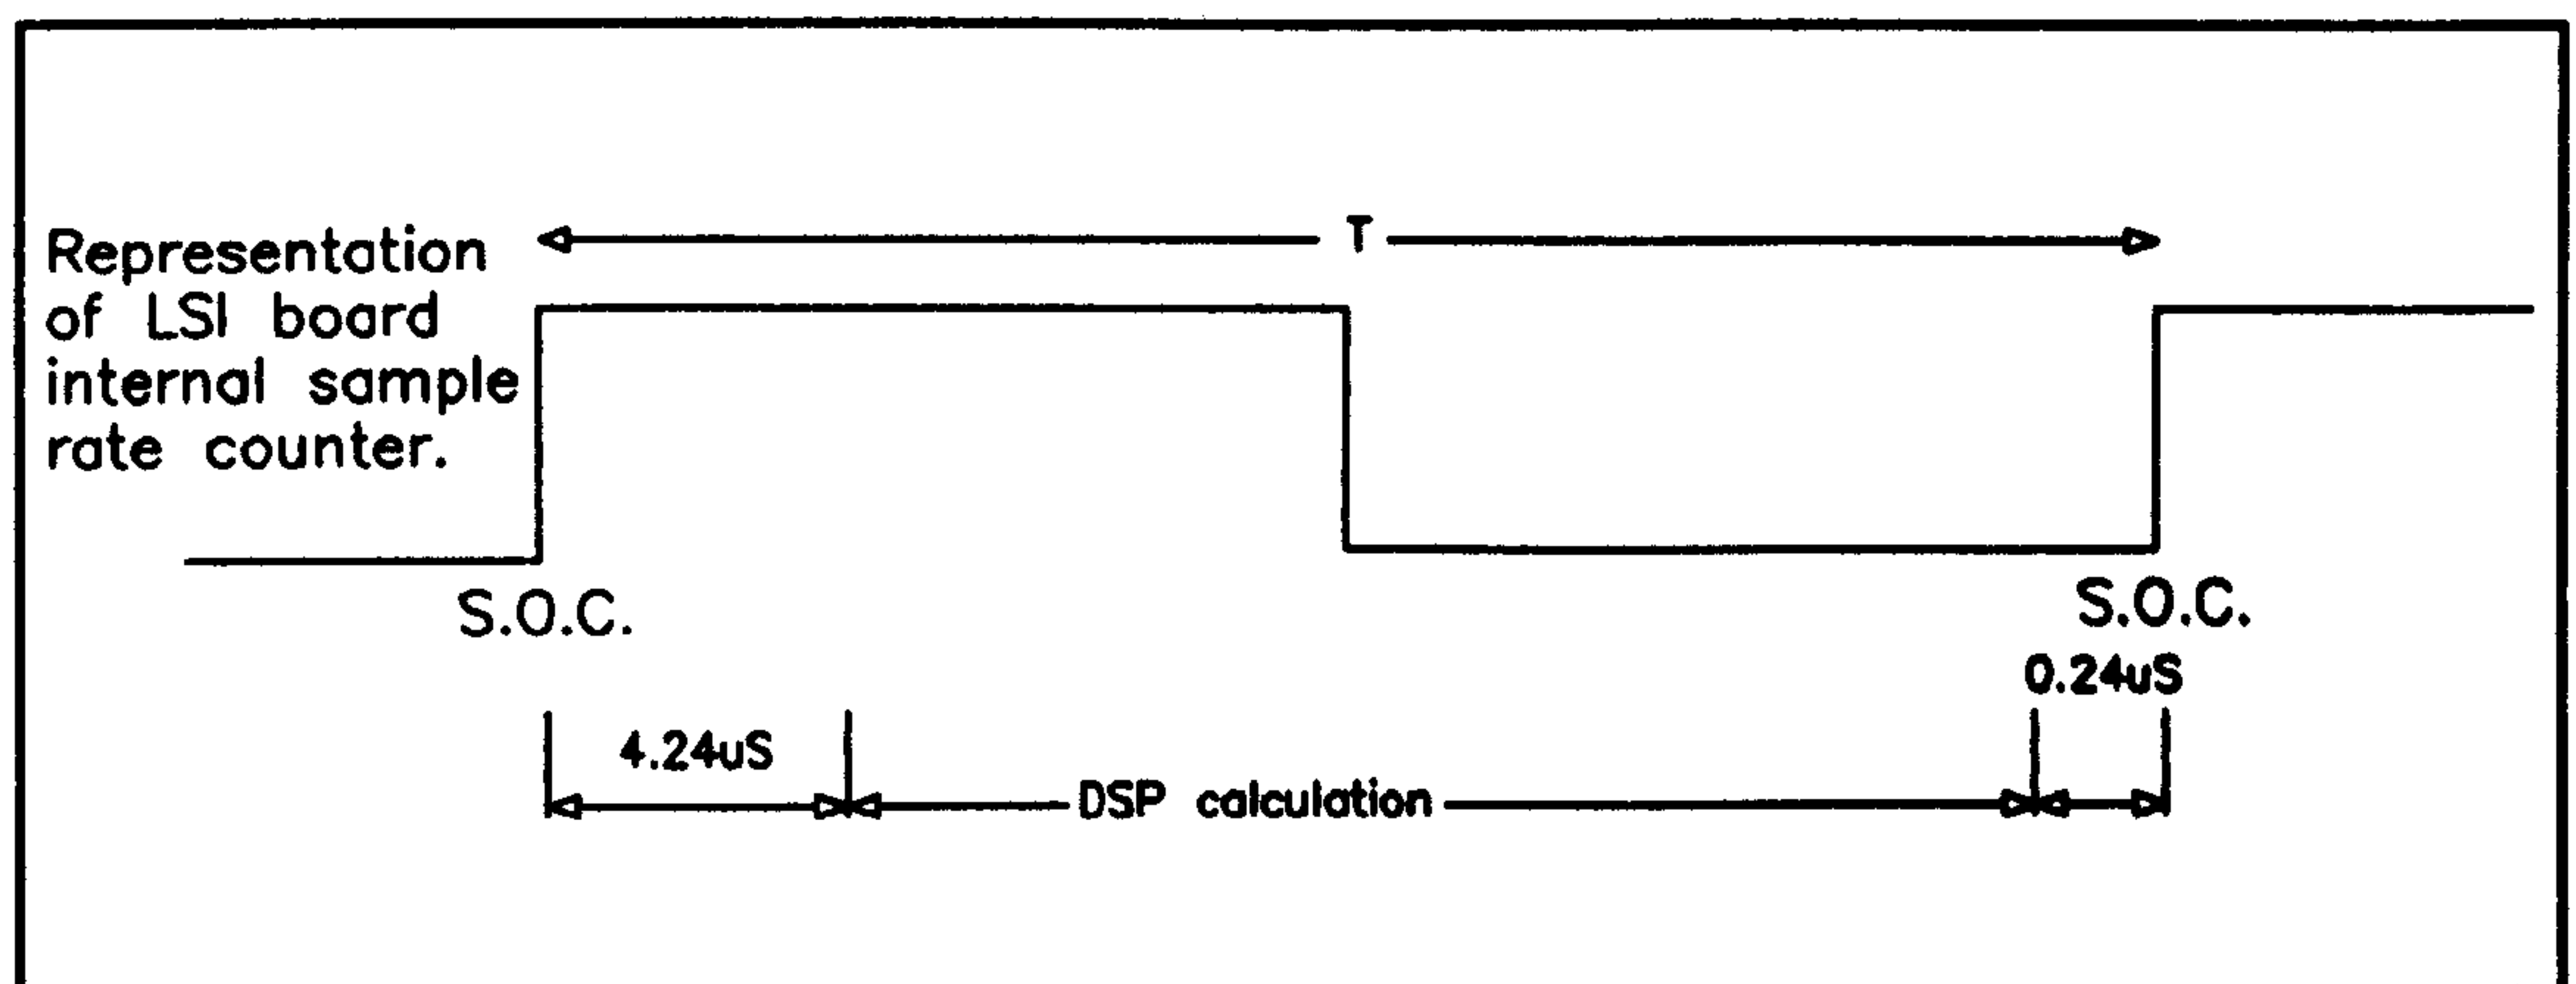 T
Representation
of LSI board
internal sample
rate counter.
S.O.C.
S.O.C.
0.24uS
4.24uS
DSP calculation